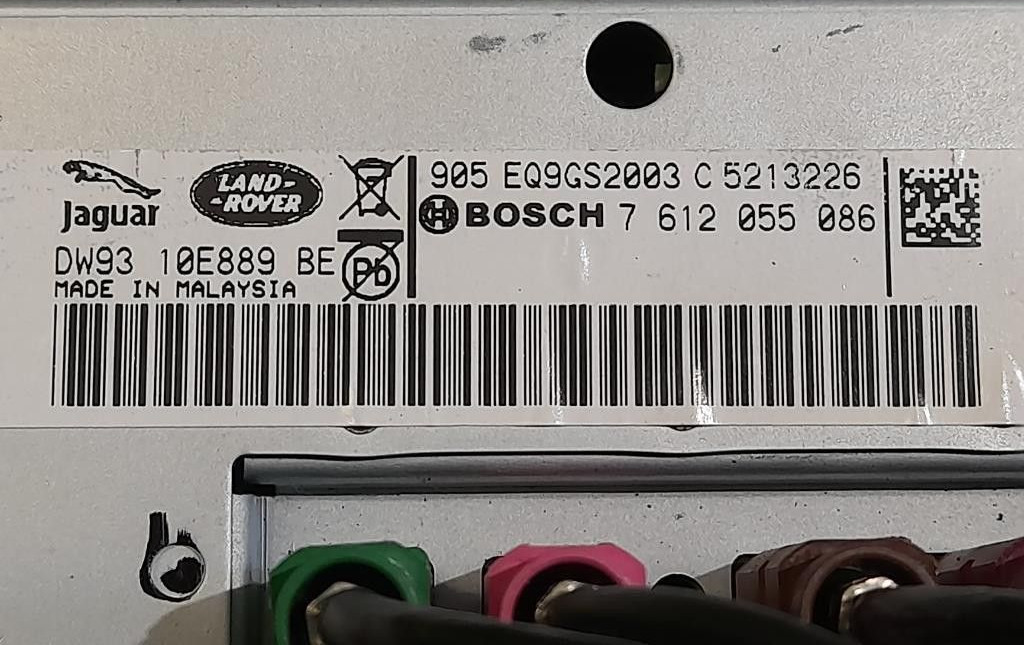 Jaguar
LAND-
-ROVER
905 EQ9GS2003 C 5213226
BOSCH 7 612 055 086
DW93 10E889 BE
Pb
MADE IN MALAYSIA